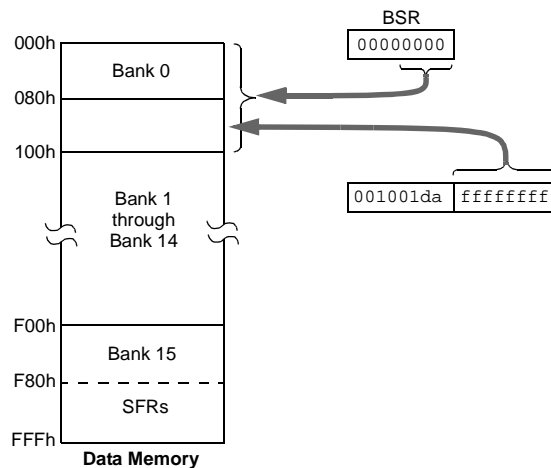 BSR
00000000
000h
Bank 0
080h
100h
001001da ffffffff
Bank 1
through
Bank 14
F00h
Bank 15
F80h
SFRs
FFFh
Data Memory